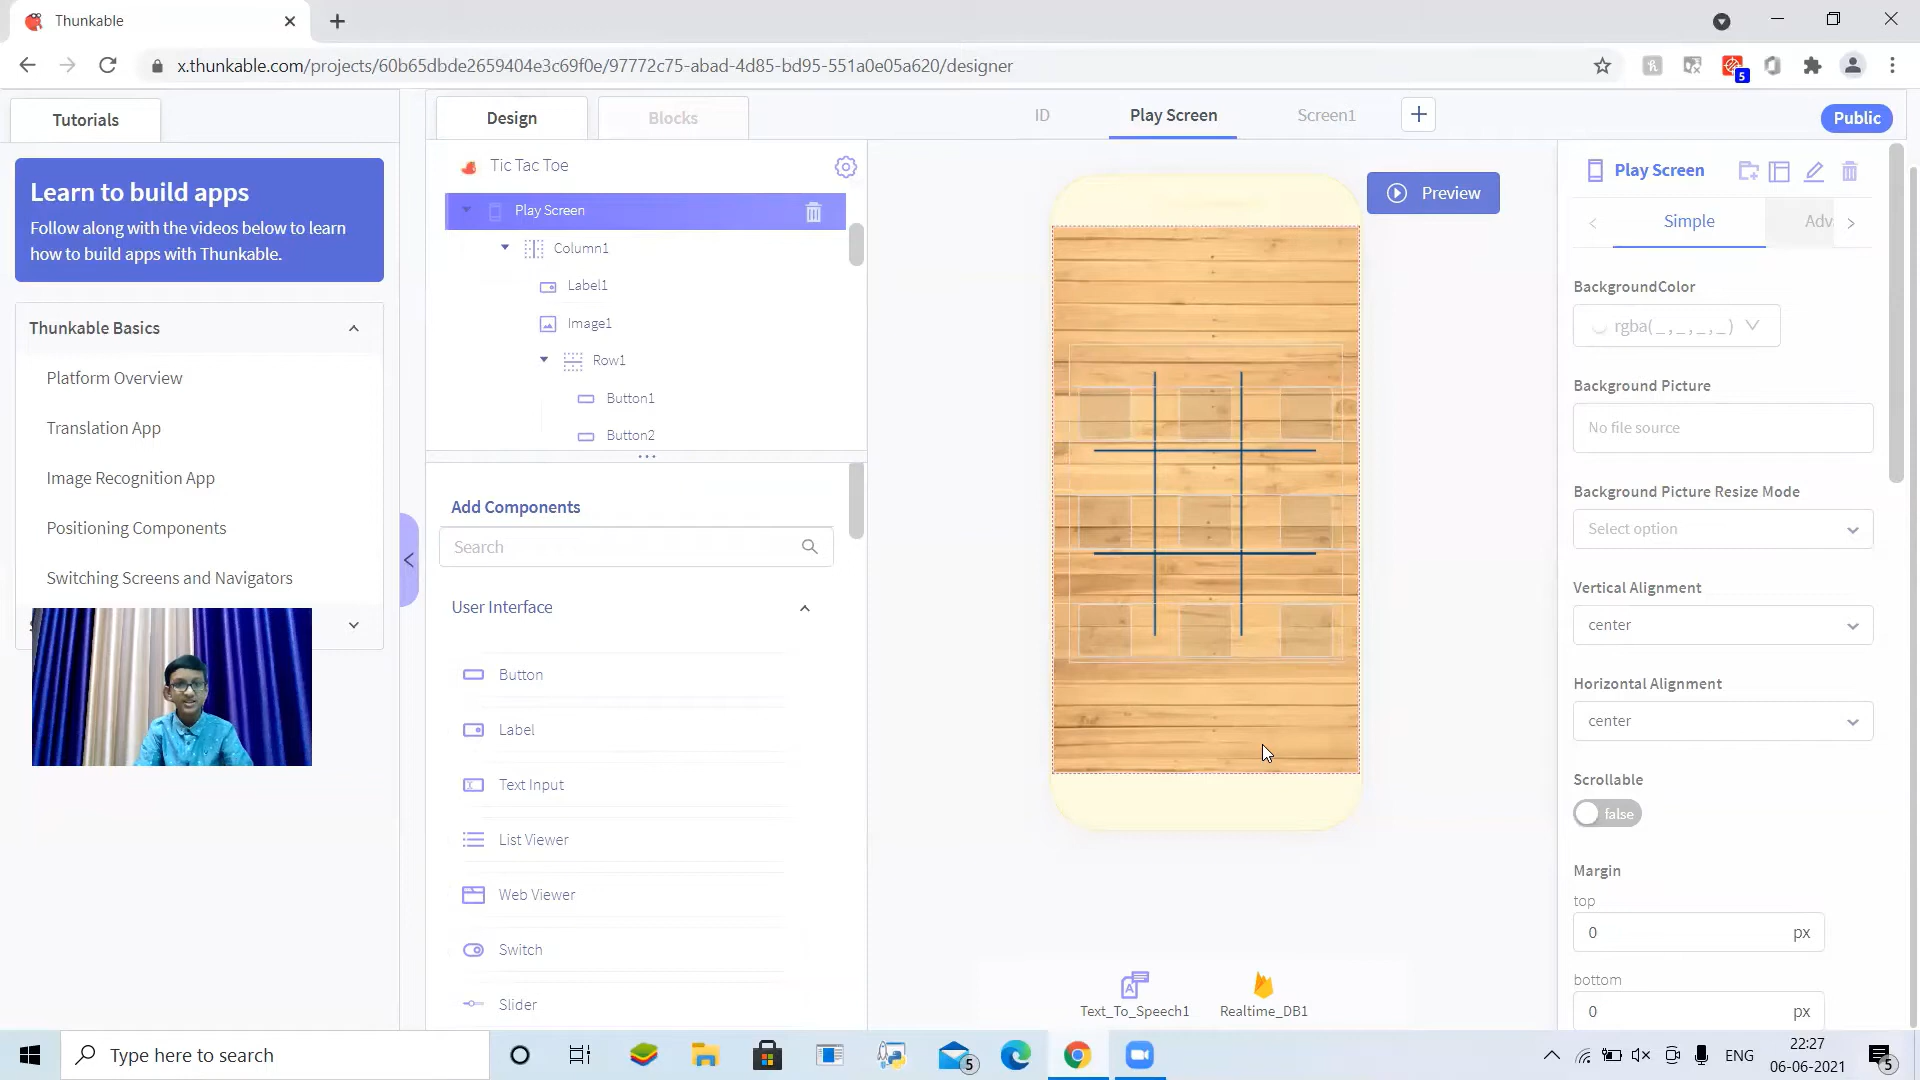 Thunkable
x.thunkable.com/projects/60b65dbde2659404e3c69f0e/97772c75-abad-4d85-bd95-551a0e05a620/designer
5
Tutorials
Learn to build apps
Follow along with the videos below to learn
how to build apps with Thunkable.
Thunkable Basics
Platform Overview
Translation App
Image Recognition App
Positioning Components
Switching Screens and Navigators
Design
Blocks
Tic Tac Toe
Play Screen
Column1
Label1
Image1
Row1
Button1
Button2
Add Components
Search
User Interface
Button
Label
Text Input
List Viewer
Web Viewer
Switch
Slider
ID
Play Screen
Screen1
Preview
Text_To_Speech1
Realtime_DB1
Public
Play Screen
Simple
Adv
BackgroundColor
rgba(_,_,_,_)
Background Picture
No file source
Background Picture Resize Mode
Select option
Vertical Alignment
center
Horizontal Alignment
center
Scrollable
false
Margin
top
0 px
bottom
0 px
Type here to search
5
ENG
22:27
06-06-2021
5